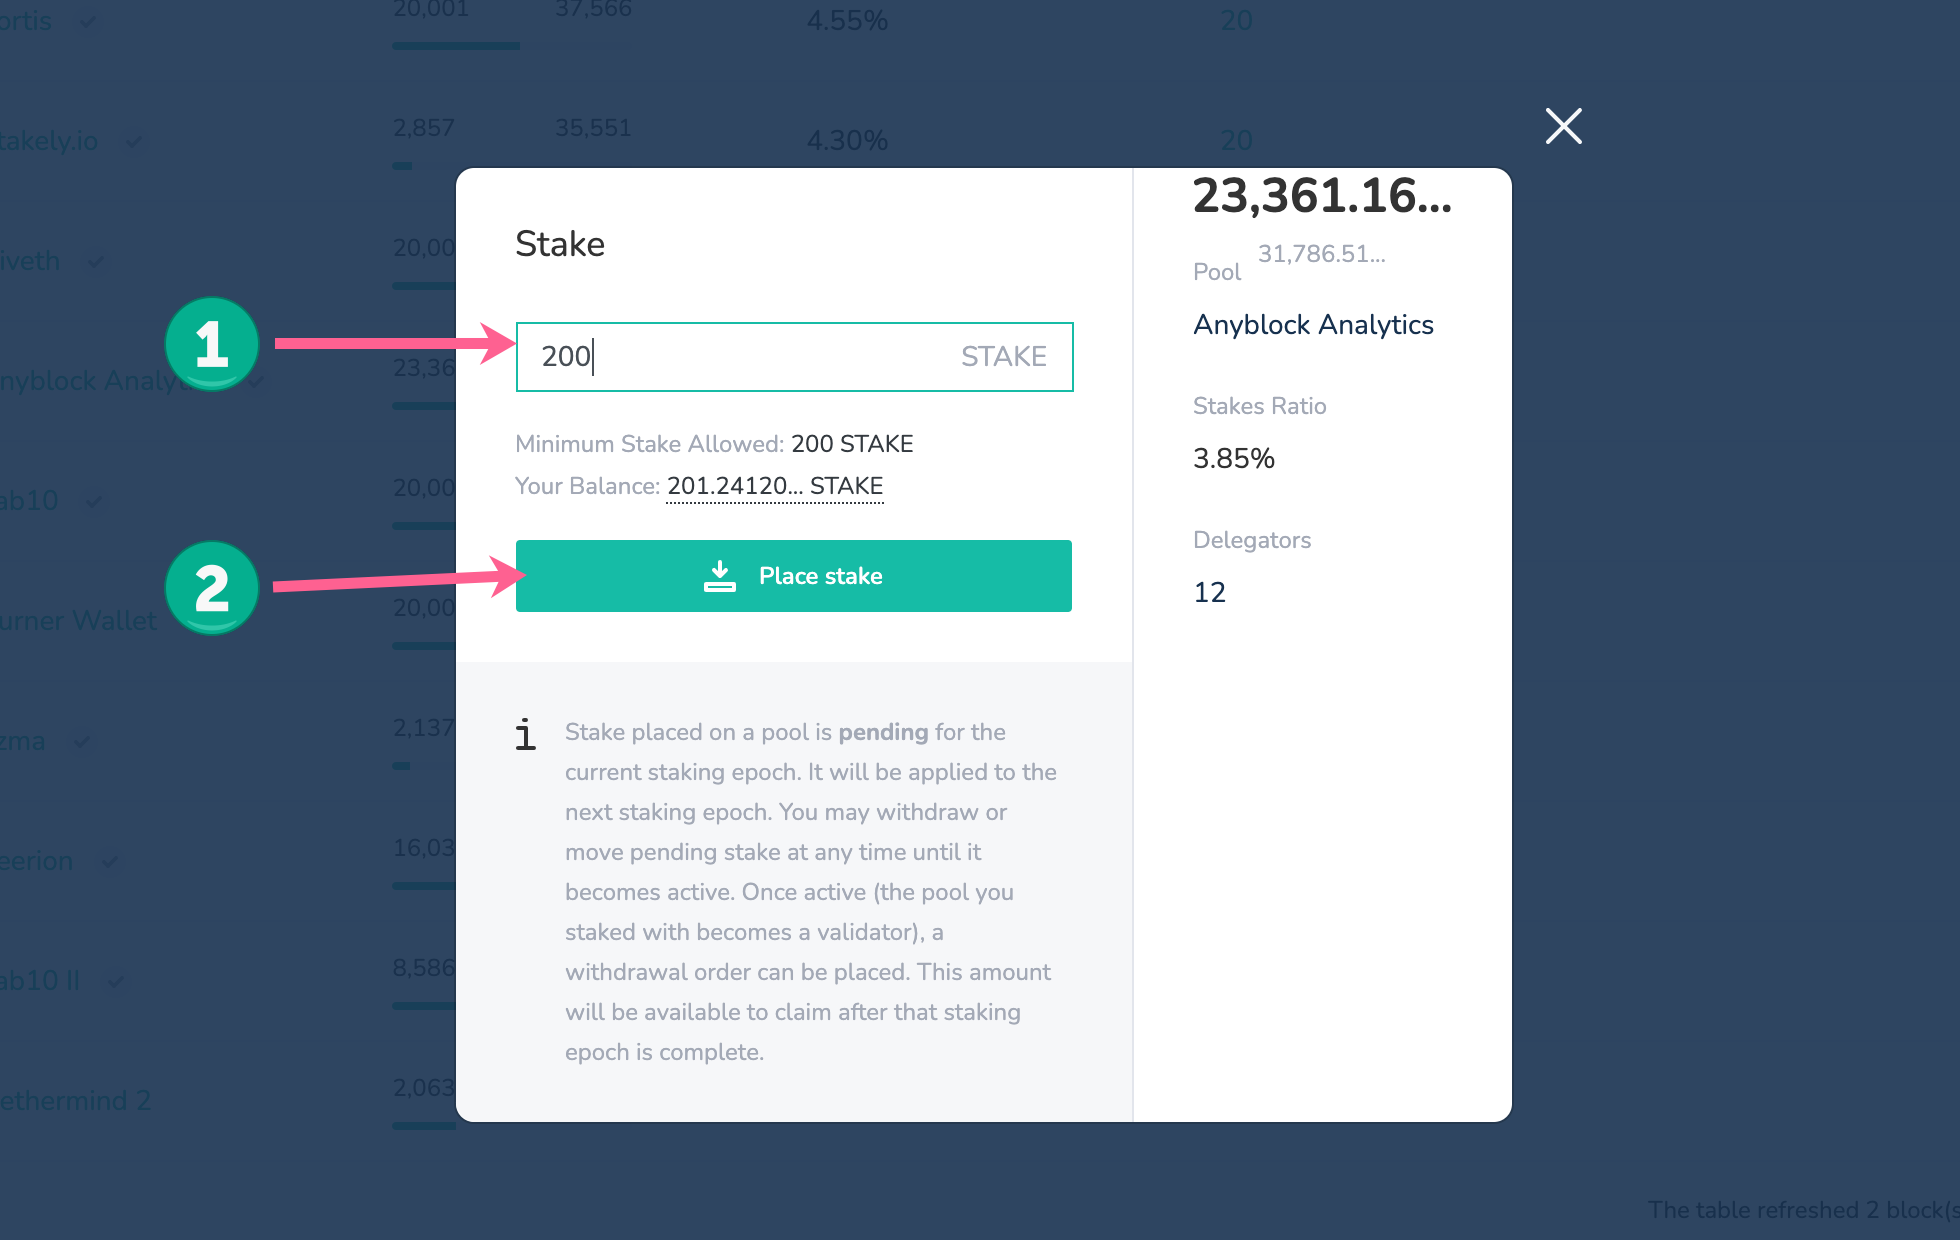 ortis
20,001 37,566
4.55%
20
takely.io
2,857 35,551
4.30%
20
iveth
20,00
nyblock Analyt
23,36
ab10
20,00
urner Wallet
20,00
zma
2,137
eerion
16,03
ab10 II
8,586
ethermind 2
2,063
1
2
Stake
200 STAKE
Minimum Stake Allowed: 200 STAKE
Your Balance: 201.24120... STAKE
Place stake
i
Stake placed on a pool is pending for the
current staking epoch. It will be applied to the
next staking epoch. You may withdraw or
move pending stake at any time until it
becomes active. Once active (the pool you
staked with becomes a validator), a
withdrawal order can be placed. This amount
will be available to claim after that staking
epoch is complete.
23,361.16...
31,786.51...
Pool
Anyblock Analytics
Stakes Ratio
3.85%
Delegators
12
The table refreshed 2 block(s